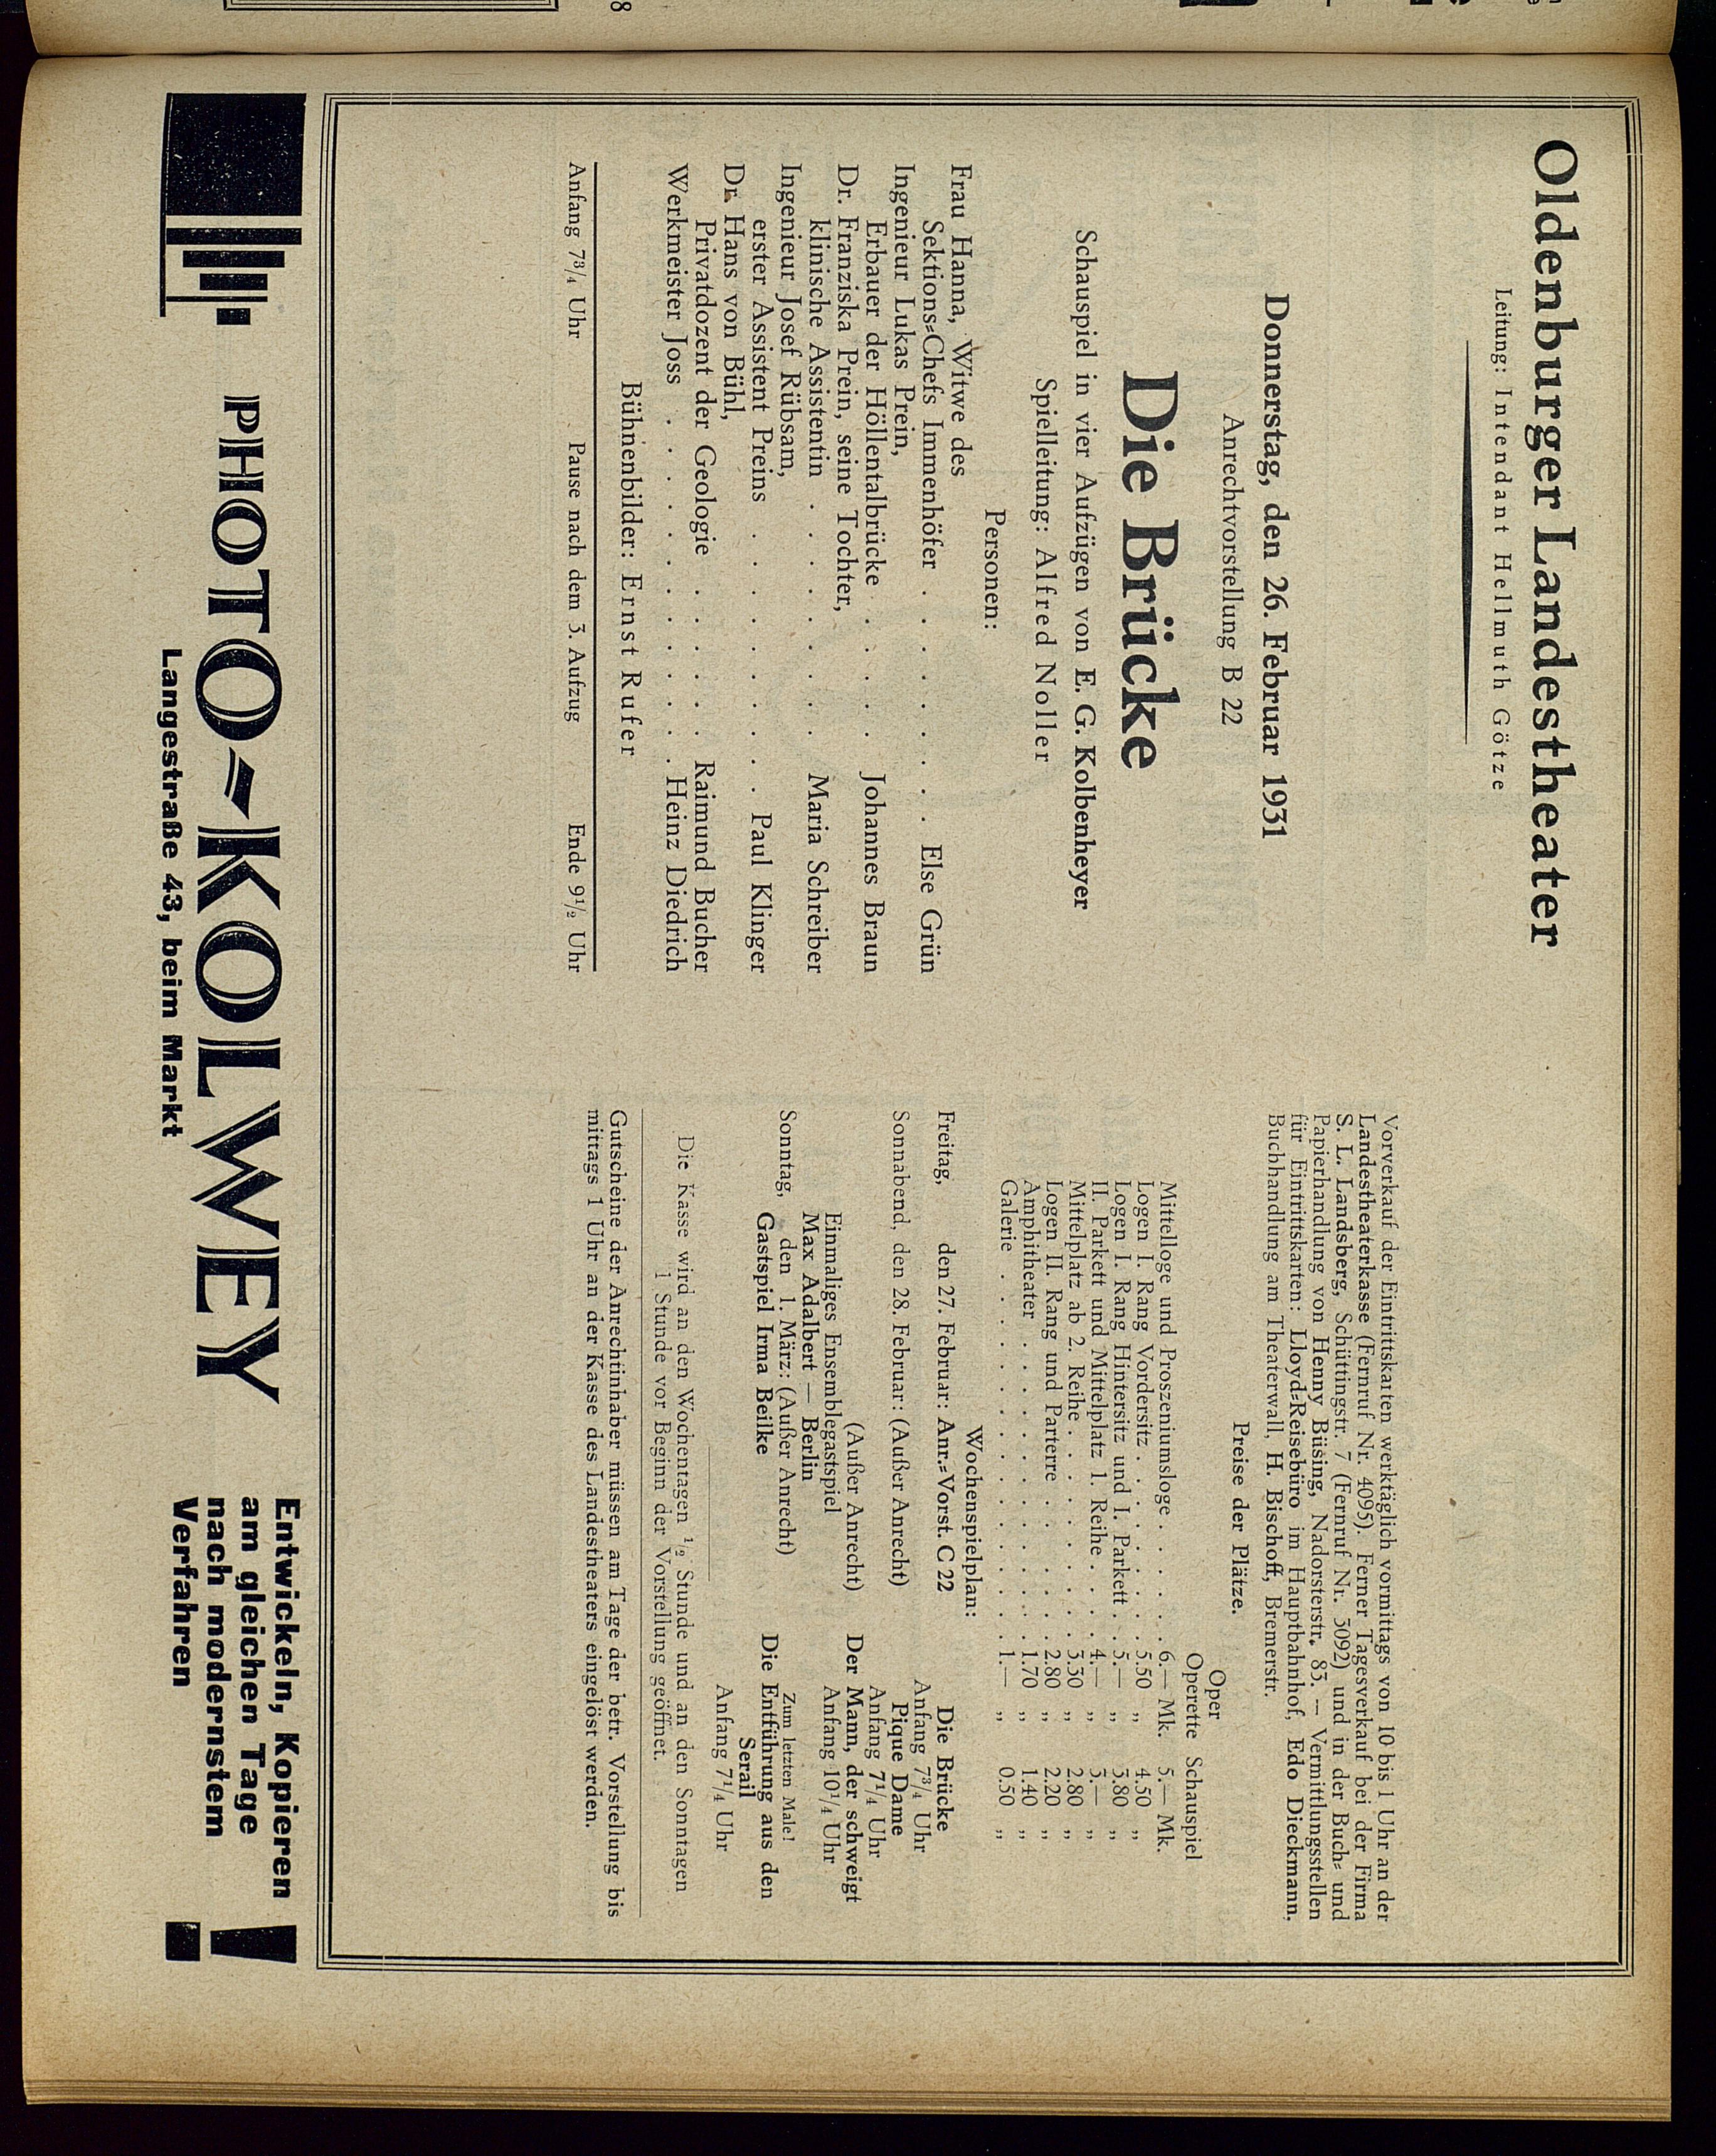 Oldenburger Landestheater
Leitung: Intendant Hellmuth Götze
Donnerstag, den 26. Februar 1931
Anrechtvorstellung B 22
Die Brücke
Schauspiel in vier Aufzügen von E. G. Kolbenheyer
Spielleitung: Alfred Noller
Personen:
Frau Hanna, Witwe des
Sektions=Chefs Immenhöfer . . . . . Else Grün
Ingenieur Lukas Prein,
Erbauer der Höllentalbrücke . . . . Johannes Braun
Dr. Franziska Prein, seine Tochter,
klinische Assistentin . . . . . Maria Schreiber
Ingenieur Josef Rübsam,
erster Assistent Preins . . . . . Paul Klinger
Dr. Hans von Bühl,
Privatdozent der Geologie . . . . Raimund Bucher
Werkmeister Joss . . . . . . . Heinz Diedrich
Bühnenbilder: Ernst Rufer
Anfang 7³/₄ Uhr Pause nach dem 3. Aufzug Ende 9¹/₂ Uhr
Vorverkauf der Eintrittskarten werktäglich vormittags von 10 bis 1 Uhr an der
Landestheaterkasse (Fernruf Nr. 4095). Ferner Tagesverkauf bei der Firma
S. L. Landsberg, Schüttingstr. 7 (Fernruf Nr. 3092) und in der Buch= und
Papierhandlung von Henny Büsing, Nadorsterstr. 83. — Vermittlungsstellen
für Eintrittskarten: Lloyd=Reisebüro im Hauptbahnhof, Edo Dieckmann,
Buchhandlung am Theaterwall, H. Bischoff, Bremerstr.
Preise der Plätze.
Oper
Operette Schauspiel
Mittelloge und Proszeniumsloge . . . . . 6.— Mk. 5.— Mk.
Logen I. Rang Vordersitz . . . . . . 5.50 „ 4.50 „
Logen I. Rang Hintersitz und I. Parkett . . 5.— „ 3.80 „
II. Parkett und Mittelplatz 1. Reihe . . . 4.— „ 3.— „
Mittelplatz ab 2. Reihe . . . . . . 3.30 „ 2.80 „
Logen II. Rang und Parterre . . . . . 2.80 „ 2.20 „
Amphitheater . . . . . . . . 1.70 „ 1.40 „
Galerie . . . . . . . . . 1.— „ 0.50 „
Wochenspielplan:
Freitag, den 27. Februar: Anr.=Vorst. C 22 Die Brücke
Anfang 7³/₄ Uhr
Sonnabend, den 28. Februar: (Außer Anrecht) Pique Dame
Anfang 7¹/₄ Uhr
(Außer Anrecht) Der Mann, der schweigt
Einmaliges Ensemblegastspiel Anfang 10¹/₄ Uhr
Max Adalbert — Berlin
Sonntag, den 1. März: (Außer Anrecht) Zum letzten Male!
Gastspiel Irma Beilke Die Entführung aus den
Serail
Anfang 7¹/₄ Uhr
Die Kasse wird an den Wochentagen ¹/₂ Stunde und an den Sonntagen
1 Stunde vor Beginn der Vorstellung geöffnet.
Gutscheine der Anrechtinhaber müssen am Tage der betr. Vorstellung bis
mittags 1 Uhr an der Kasse des Landestheaters eingelöst werden.
PHOTO-KOLWEY
Langestraße 43, beim Markt
Entwickeln, Kopieren
am gleichen Tage
nach modernstem
Verfahren
!